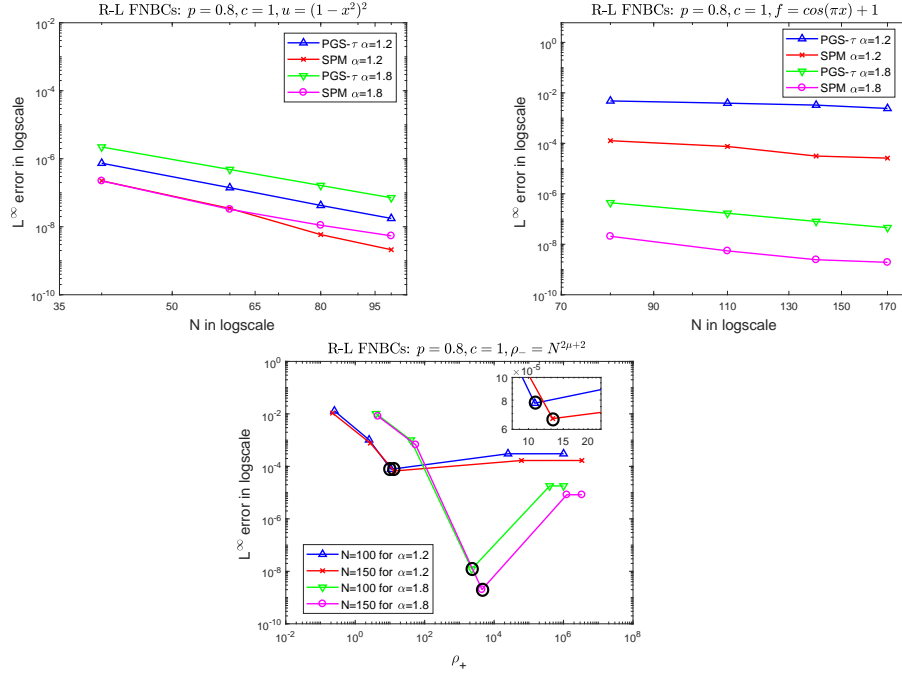 R-L FNBCs: p = 0.8, c = 1, u = (1 − x²)²
10⁻²
10⁻⁴
10⁻⁶
10⁻⁸
10⁻¹⁰
L^∞ error in logscale
PGS-τ α=1.2
SPM α=1.2
PGS-τ α=1.8
SPM α=1.8
35 50 65 80 95
N in logscale
R-L FNBCs: p = 0.8, c = 1, f = cos(πx) + 1
10⁰
10⁻²
10⁻⁴
10⁻⁶
10⁻⁸
10⁻¹⁰
L^∞ error in logscale
PGS-τ α=1.2
SPM α=1.2
PGS-τ α=1.8
SPM α=1.8
70 90 110 130 150 170
N in logscale
R-L FNBCs: p = 0.8, c = 1, ρ₋ = N^{2μ+2}
10⁰
10⁻²
10⁻⁴
10⁻⁶
10⁻⁸
10⁻¹⁰
L^∞ error in logscale
10 ×10⁻⁵
8
6
10 15 20
N=100 for α=1.2
N=150 for α=1.2
N=100 for α=1.8
N=150 for α=1.8
10⁻² 10⁰ 10² 10⁴ 10⁶ 10⁸
ρ₊